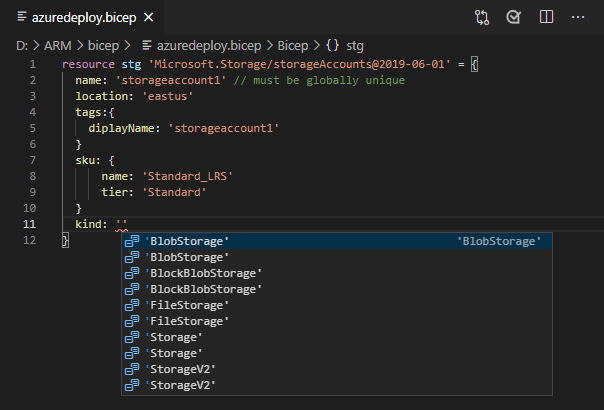 azuredeploy.bicep
D: > ARM > bicep > azuredeploy.bicep > Bicep > {} stg
1 resource stg 'Microsoft.Storage/storageAccounts@2019-06-01' = {
2 name: 'storageaccount1' // must be globally unique
3 location: 'eastus'
4 tags:{
5 diplayName: 'storageaccount1'
6 }
7 sku: {
8 name: 'Standard_LRS'
9 tier: 'Standard'
10 }
11 kind: ''
12 }
'BlobStorage' 'BlobStorage'
'BlobStorage'
'BlockBlobStorage'
'BlockBlobStorage'
'FileStorage'
'FileStorage'
'Storage'
'Storage'
'StorageV2'
'StorageV2'